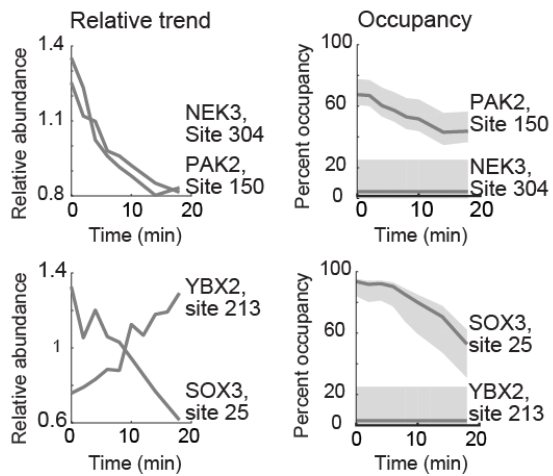 Relative trend
Relative abundance
1.4
1.1
0.8
0
10
20
Time (min)
NEK3,
Site 304
PAK2,
Site 150
Occupancy
Percent occupancy
100
60
20
0
0
10
20
Time (min)
PAK2,
Site 150
NEK3,
Site 304
Relative abundance
1.4
1
0.6
0
10
20
Time (min)
YBX2,
site 213
SOX3,
site 25
Percent occupancy
100
60
20
0
0
10
20
Time (min)
SOX3,
site 25
YBX2,
site 213